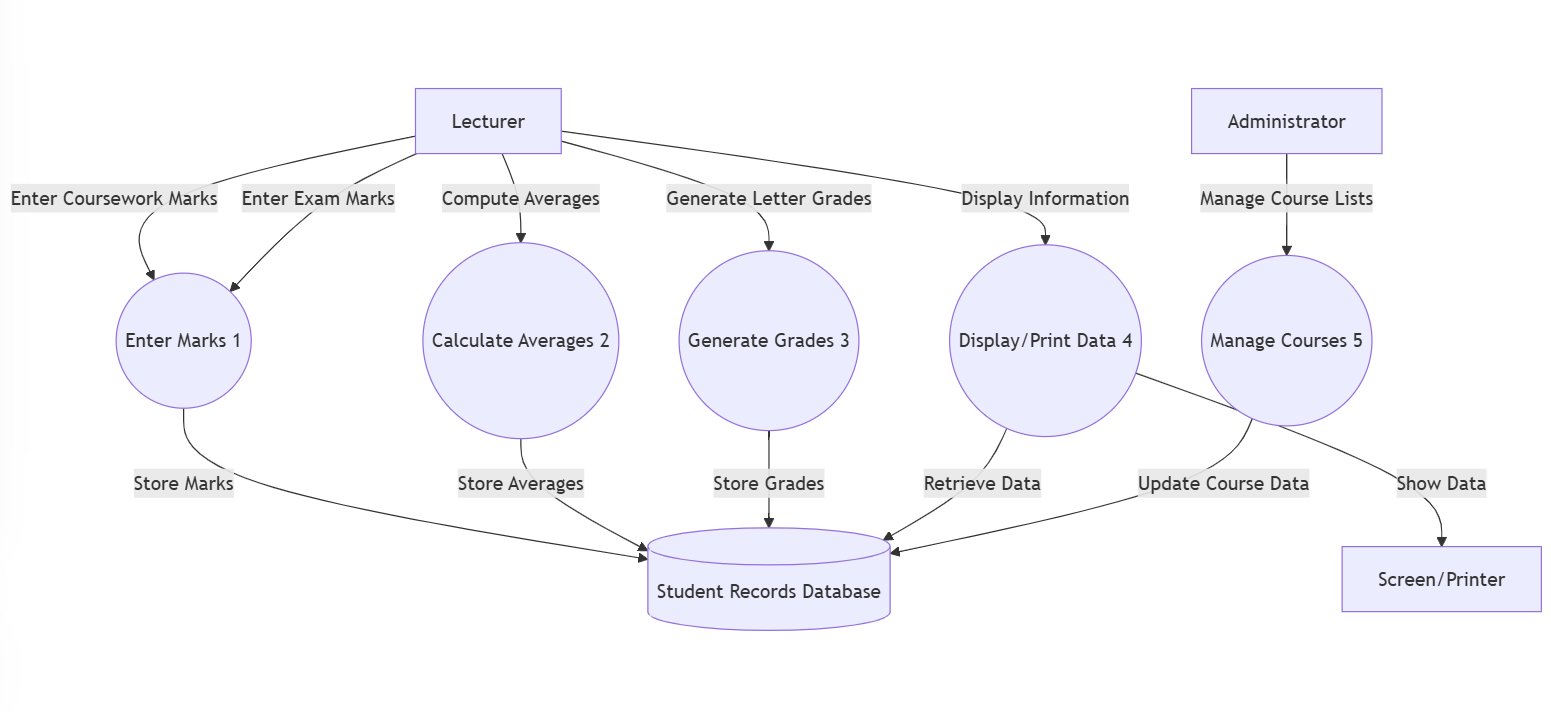 Lecturer
Administrator
Enter Coursework Marks
Enter Exam Marks
Compute Averages
Generate Letter Grades
Display Information
Manage Course Lists
Enter Marks 1
Calculate Averages 2
Generate Grades 3
Display/Print Data 4
Manage Courses 5
Store Marks
Store Averages
Store Grades
Retrieve Data
Update Course Data
Show Data
Student Records Database
Screen/Printer